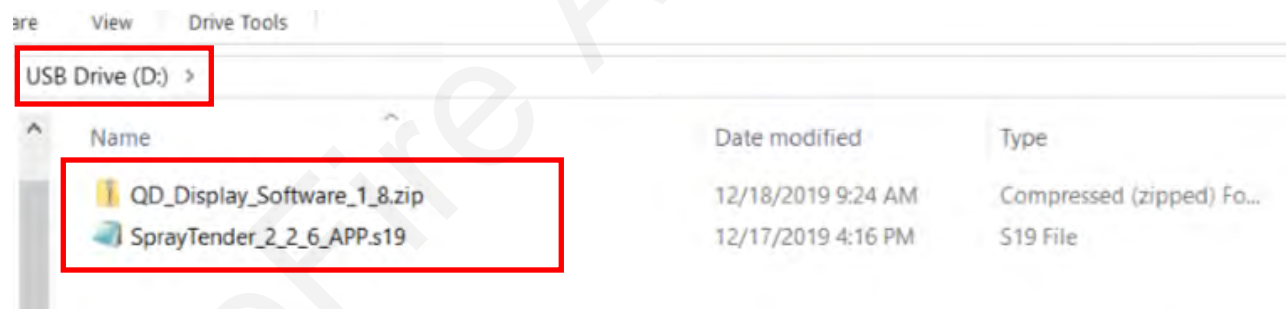 View Drive Tools
USB Drive (D:) >
Name Date modified Type
QD_Display_Software_1_8.zip 12/18/2019 9:24 AM Compressed (zipped) Fo...
SprayTender_2_2_6_APP.s19 12/17/2019 4:16 PM S19 File
Fire A